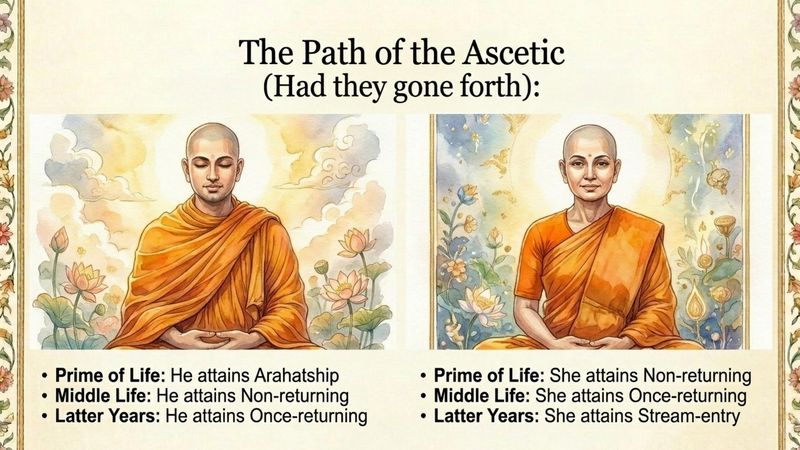 The Path of the Ascetic
(Had they gone forth):
• Prime of Life: He attains Arahatship
• Middle Life: He attains Non-returning
• Latter Years: He attains Once-returning
• Prime of Life: She attains Non-returning
• Middle Life: She attains Once-returning
• Latter Years: She attains Stream-entry